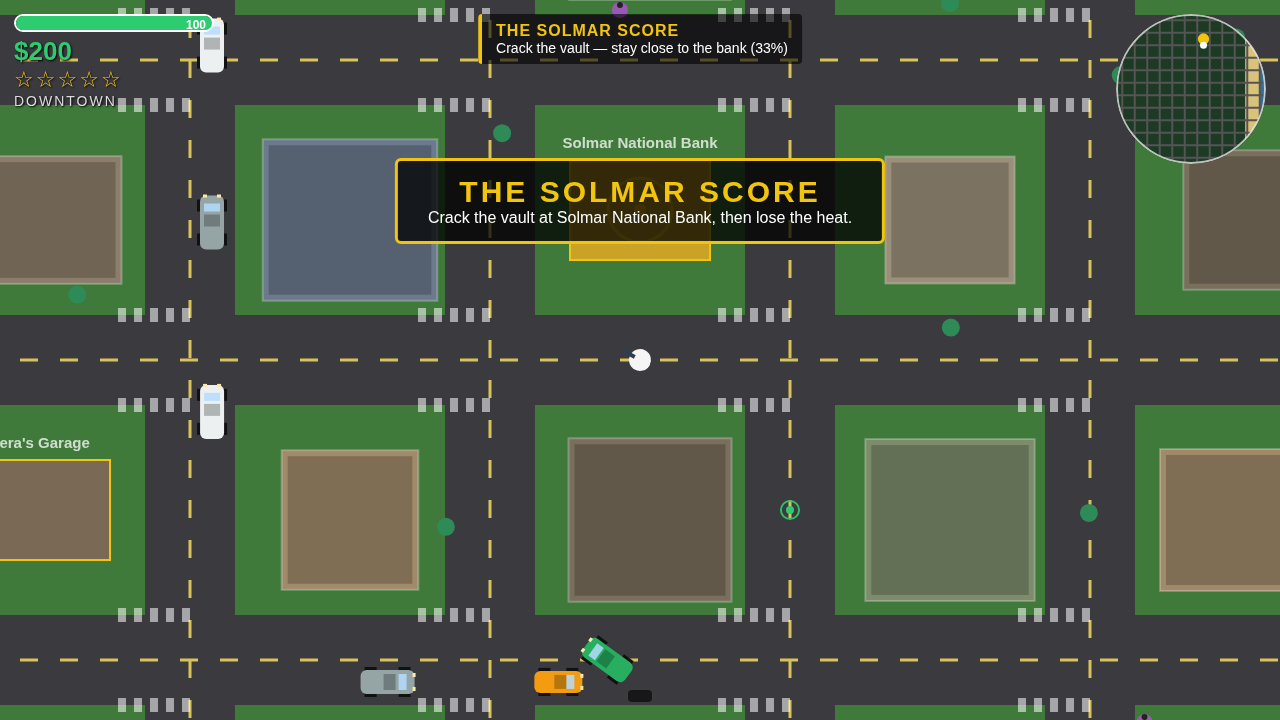 100
$200
☆☆☆☆☆
DOWNTOWN
THE SOLMAR SCORE
Crack the vault — stay close to the bank (33%)
Solmar National Bank
THE SOLMAR SCORE
Crack the vault at Solmar National Bank, then lose the heat.
era's Garage